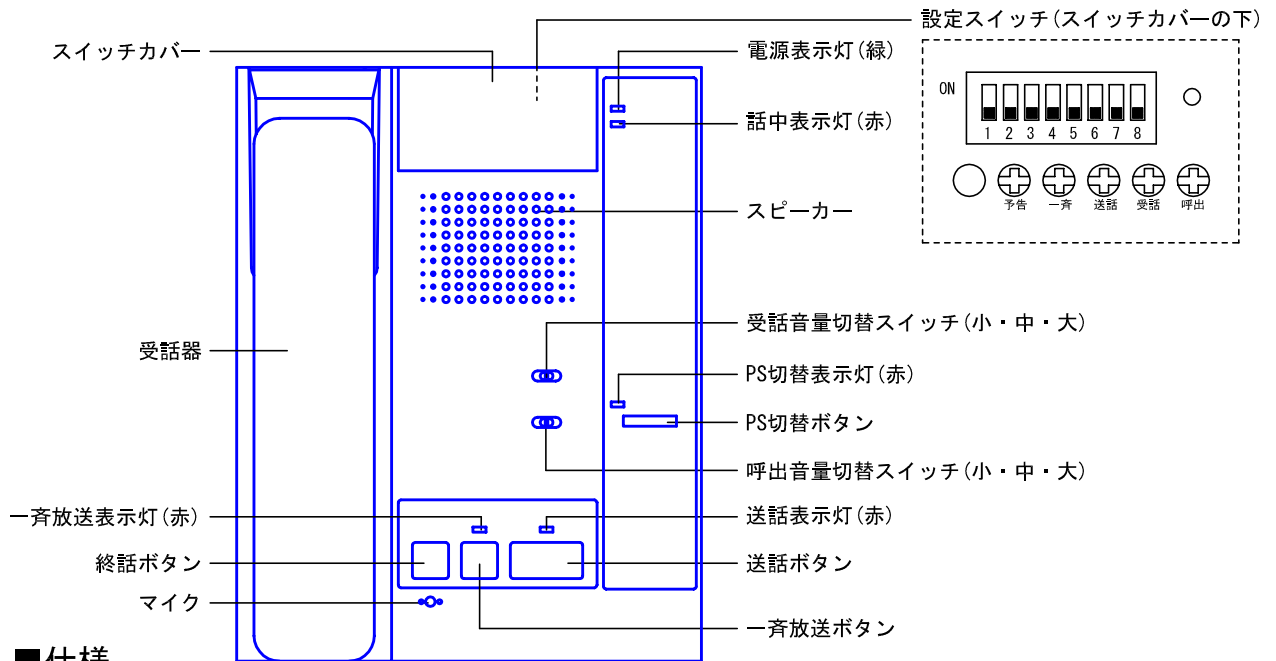 設定スイッチ(スイッチカバーの下)
スイッチカバー
電源表示灯(緑)
話中表示灯(赤)
ON
1 2 3 4 5 6 7 8
予告 一斉 送話 受話 呼出
スピーカー
受話音量切替スイッチ(小・中・大)
受話器
PS切替表示灯(赤)
PS切替ボタン
呼出音量切替スイッチ(小・中・大)
一斉放送表示灯(赤)
送話表示灯(赤)
終話ボタン
送話ボタン
マイク
一斉放送ボタン
■仕様